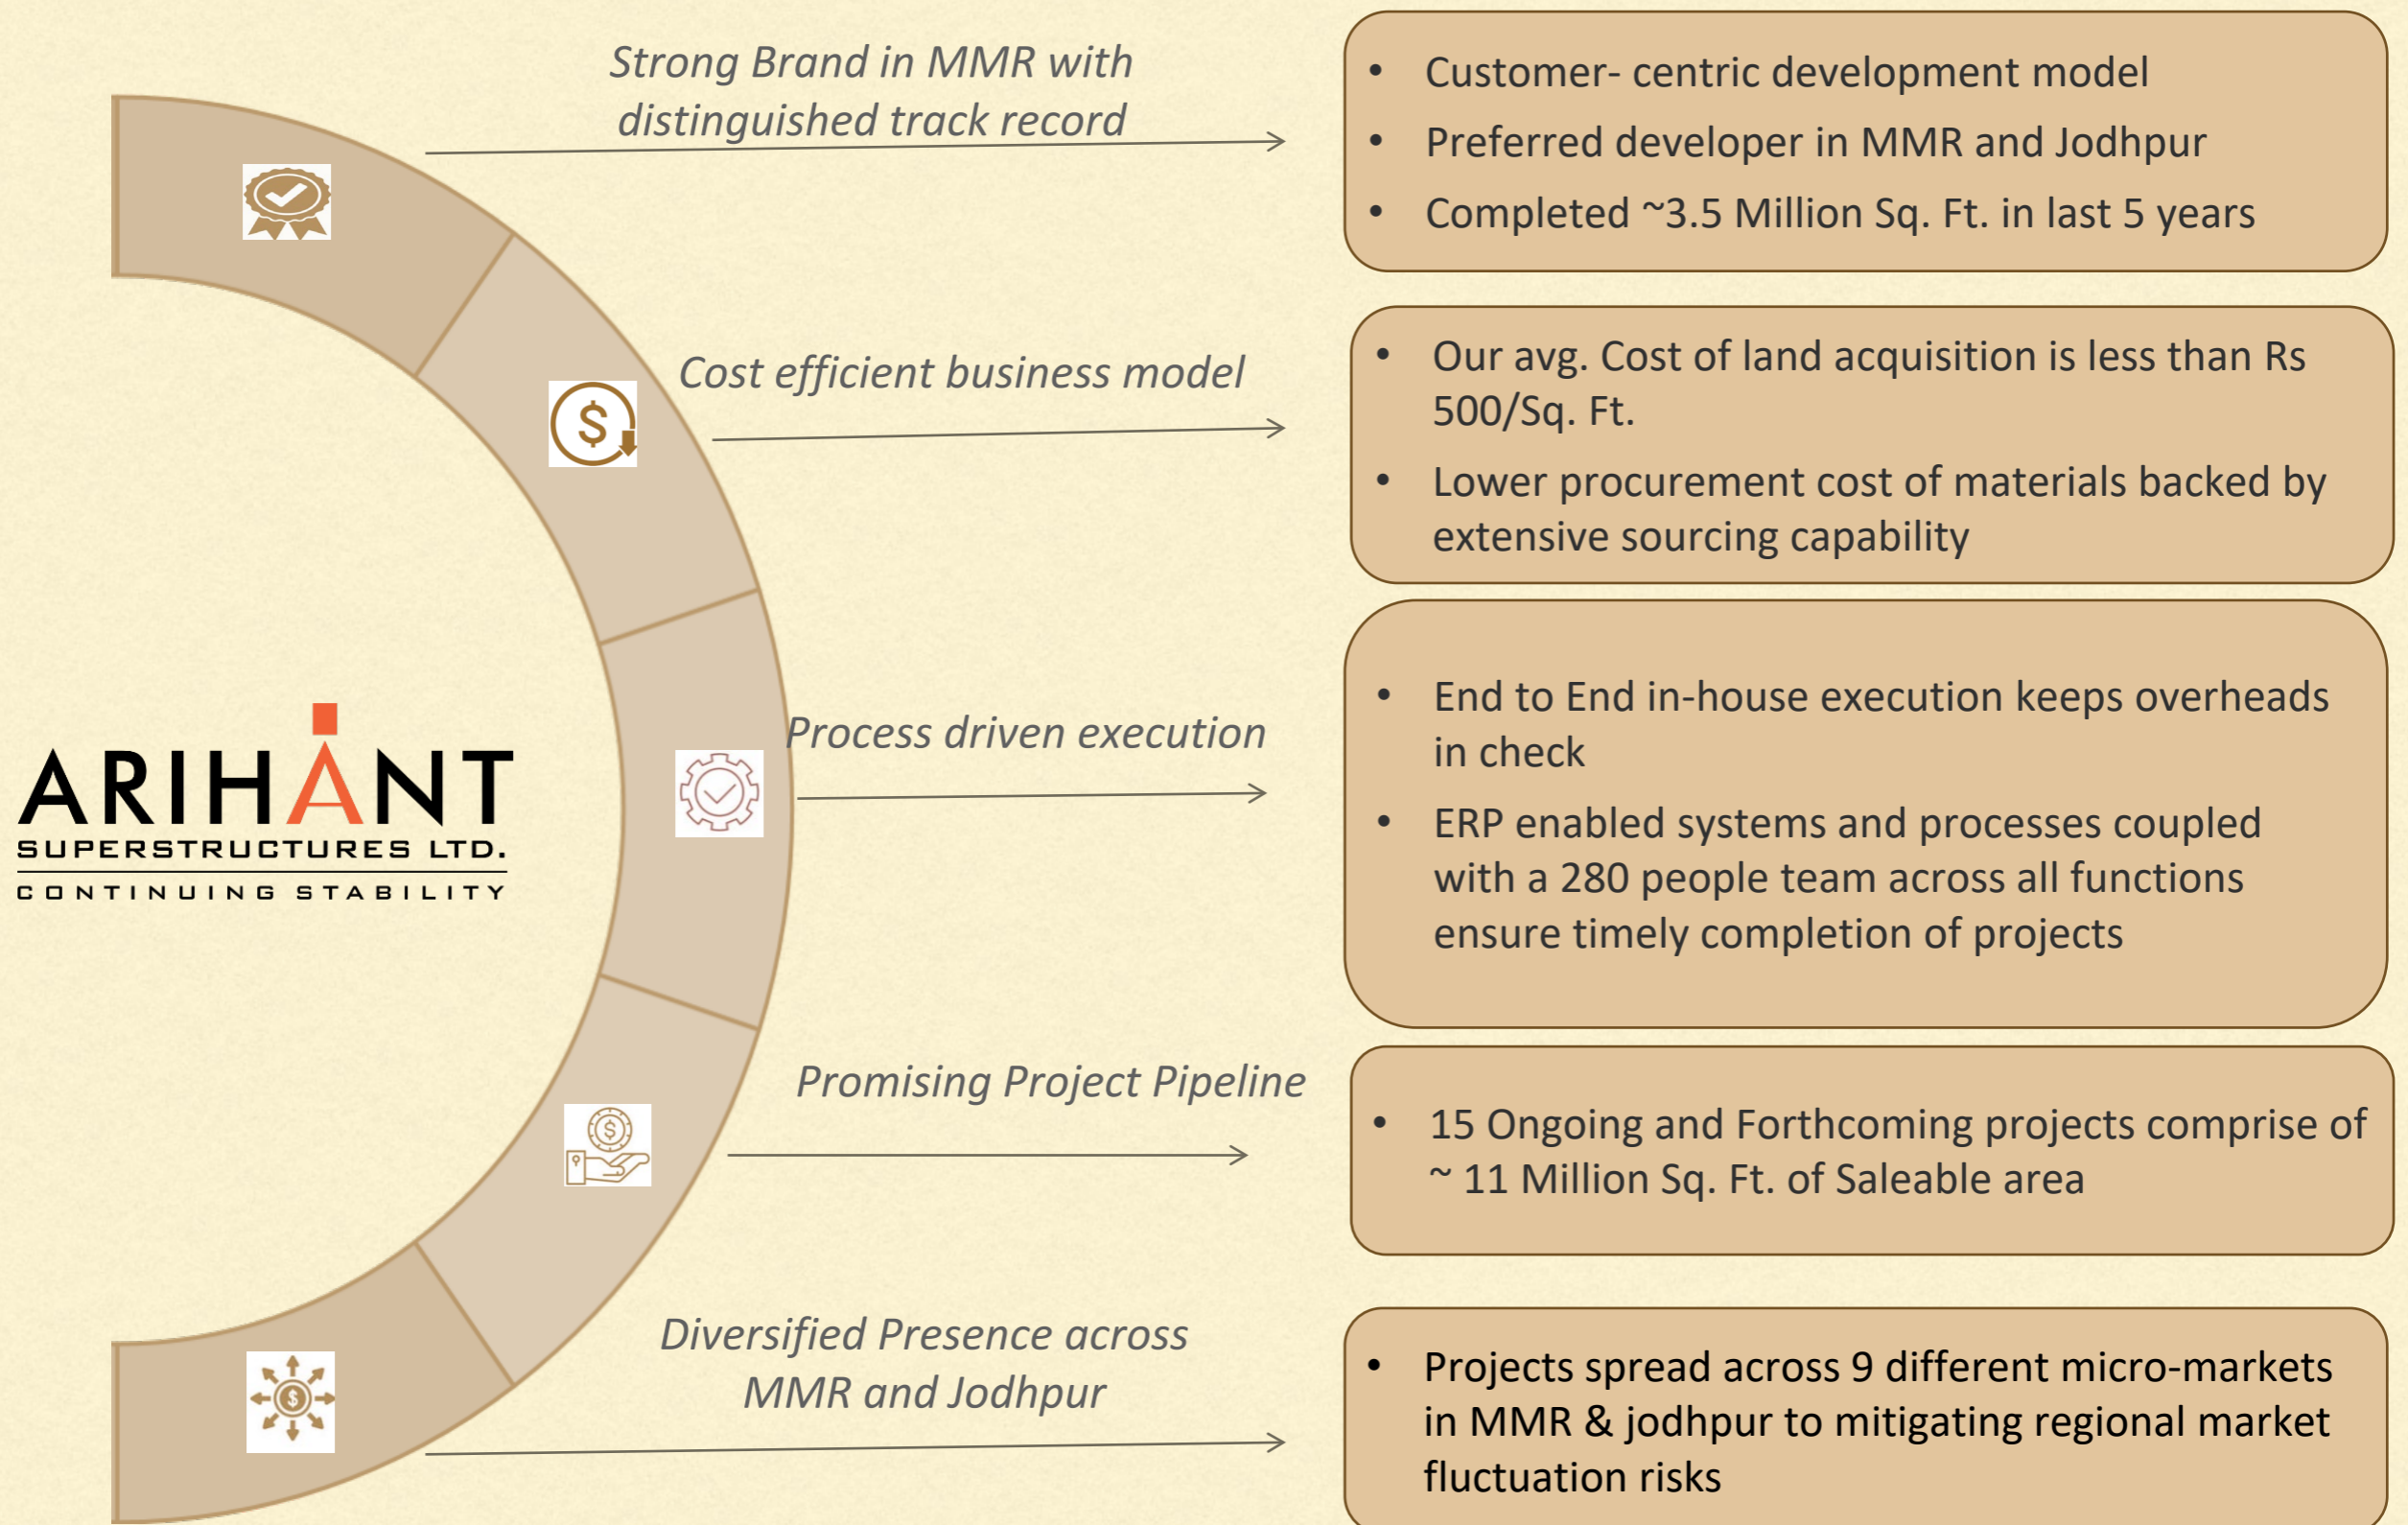 Strong Brand in MMR with
distinguished track record
• Customer- centric development model
• Preferred developer in MMR and Jodhpur
• Completed ~3.5 Million Sq. Ft. in last 5 years
Cost efficient business model
• Our avg. Cost of land acquisition is less than Rs
500/Sq. Ft.
• Lower procurement cost of materials backed by
extensive sourcing capability
ARIHANT
SUPERSTRUCTURES LTD.
CONTINUING STABILITY
Process driven execution
• End to End in-house execution keeps overheads
in check
• ERP enabled systems and processes coupled
with a 280 people team across all functions
ensure timely completion of projects
Promising Project Pipeline
• 15 Ongoing and Forthcoming projects comprise of
~ 11 Million Sq. Ft. of Saleable area
Diversified Presence across
MMR and Jodhpur
• Projects spread across 9 different micro-markets
in MMR & jodhpur to mitigating regional market
fluctuation risks